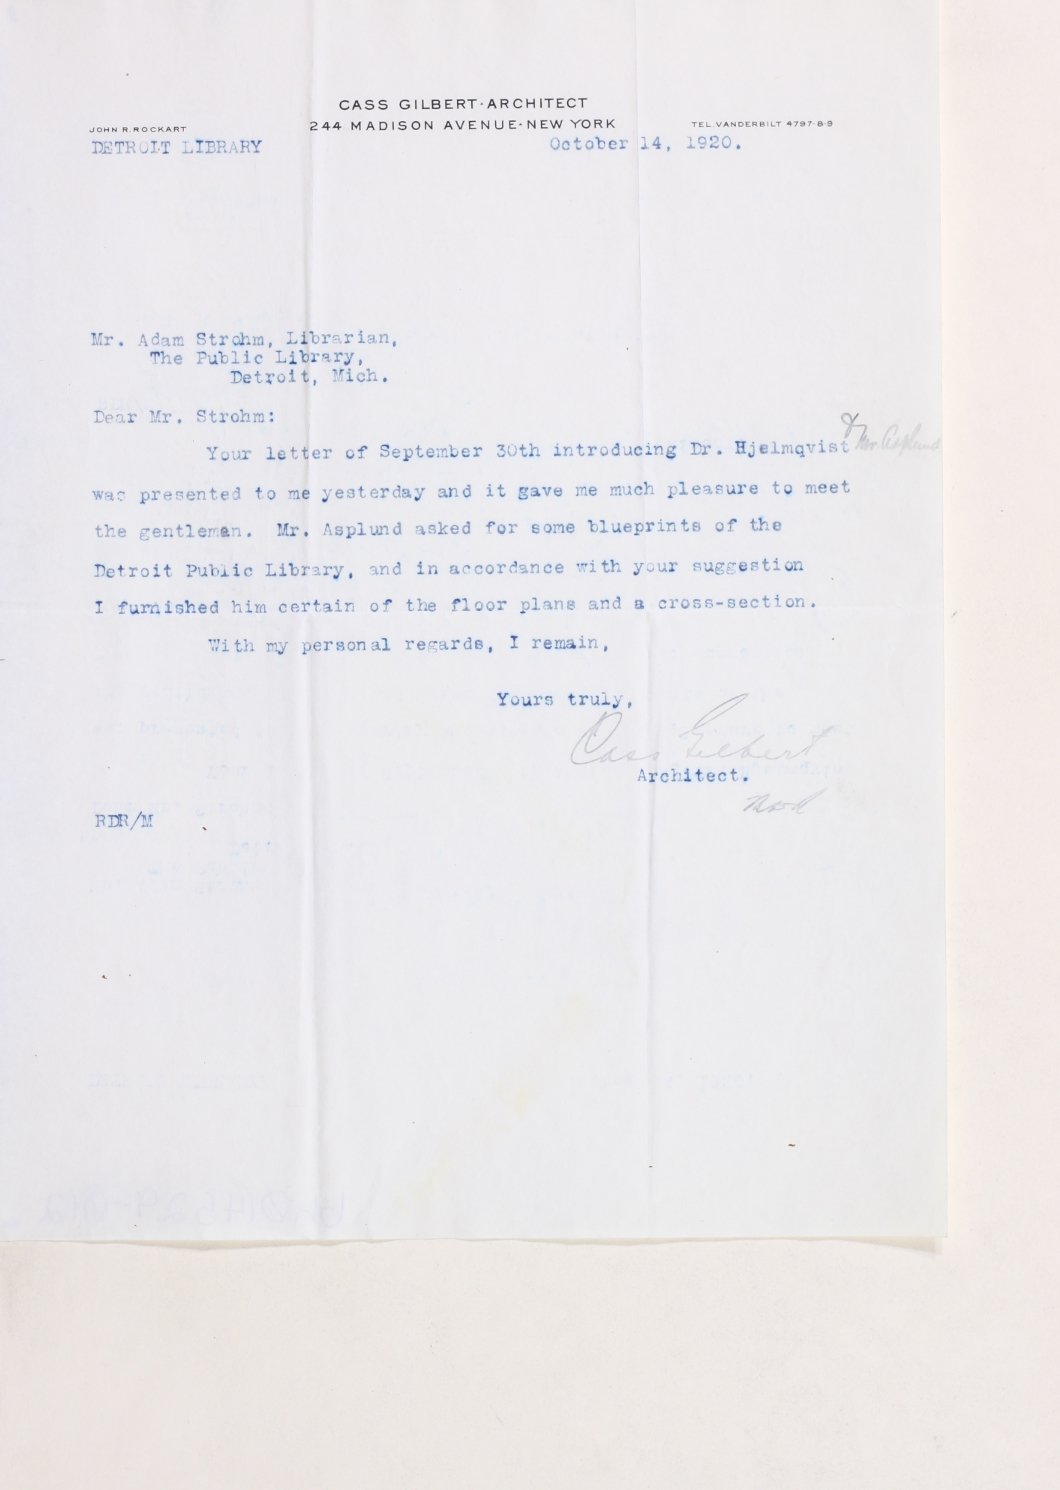 CASS GILBERT·ARCHITECT
244 MADISON AVENUE·NEW YORK
JOHN R. ROCKART
TEL. VANDERBILT 4797-8-9
DETROIT LIBRARY
October 14, 1920.
Mr. Adam Strohm, Librarian,
The Public Library,
Detroit, Mich.
Dear Mr. Strohm:
Your letter of September 30th introducing Dr. Hjelmqvist & Mr. Asplund
was presented to me yesterday and it gave me much pleasure to meet
the gentleman. Mr. Asplund asked for some blueprints of the
Detroit Public Library, and in accordance with your suggestion
I furnished him certain of the floor plans and a cross-section.
With my personal regards, I remain,
Yours truly,
Cass Gilbert
Architect.
RDR/M